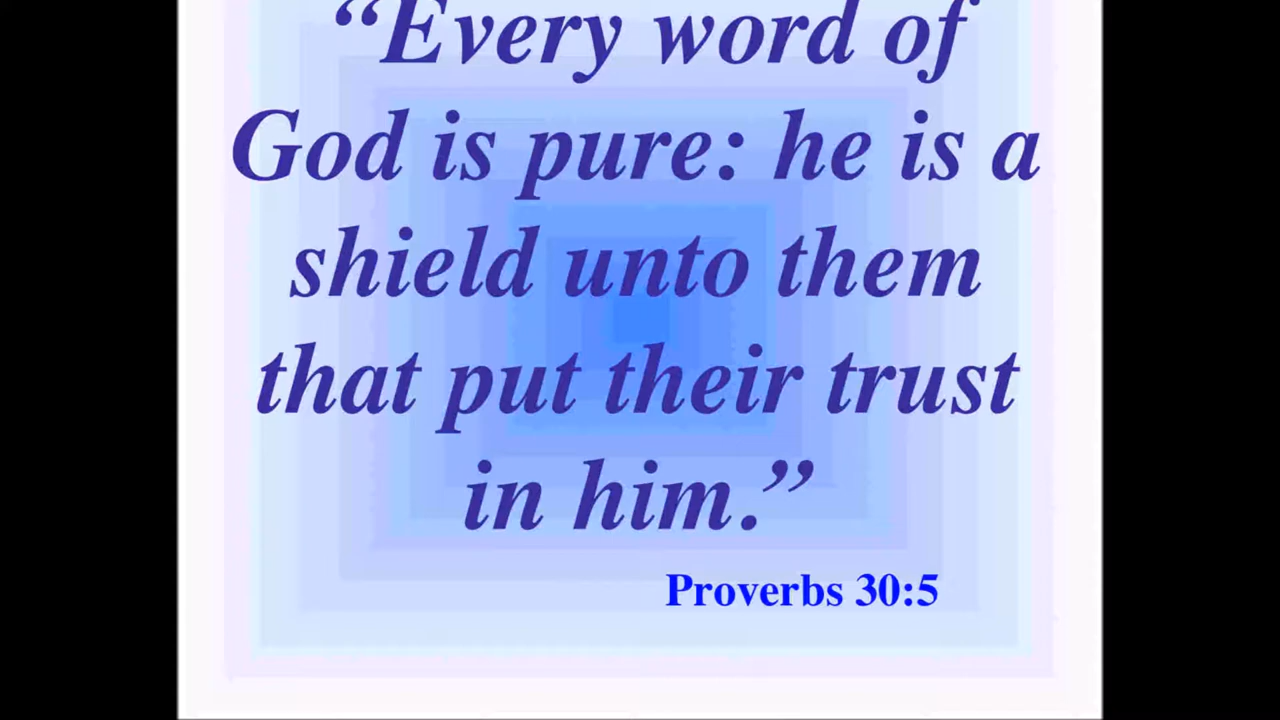 “Every word of
God is pure: he is a
shield unto them
that put their trust
in him.”
Proverbs 30:5